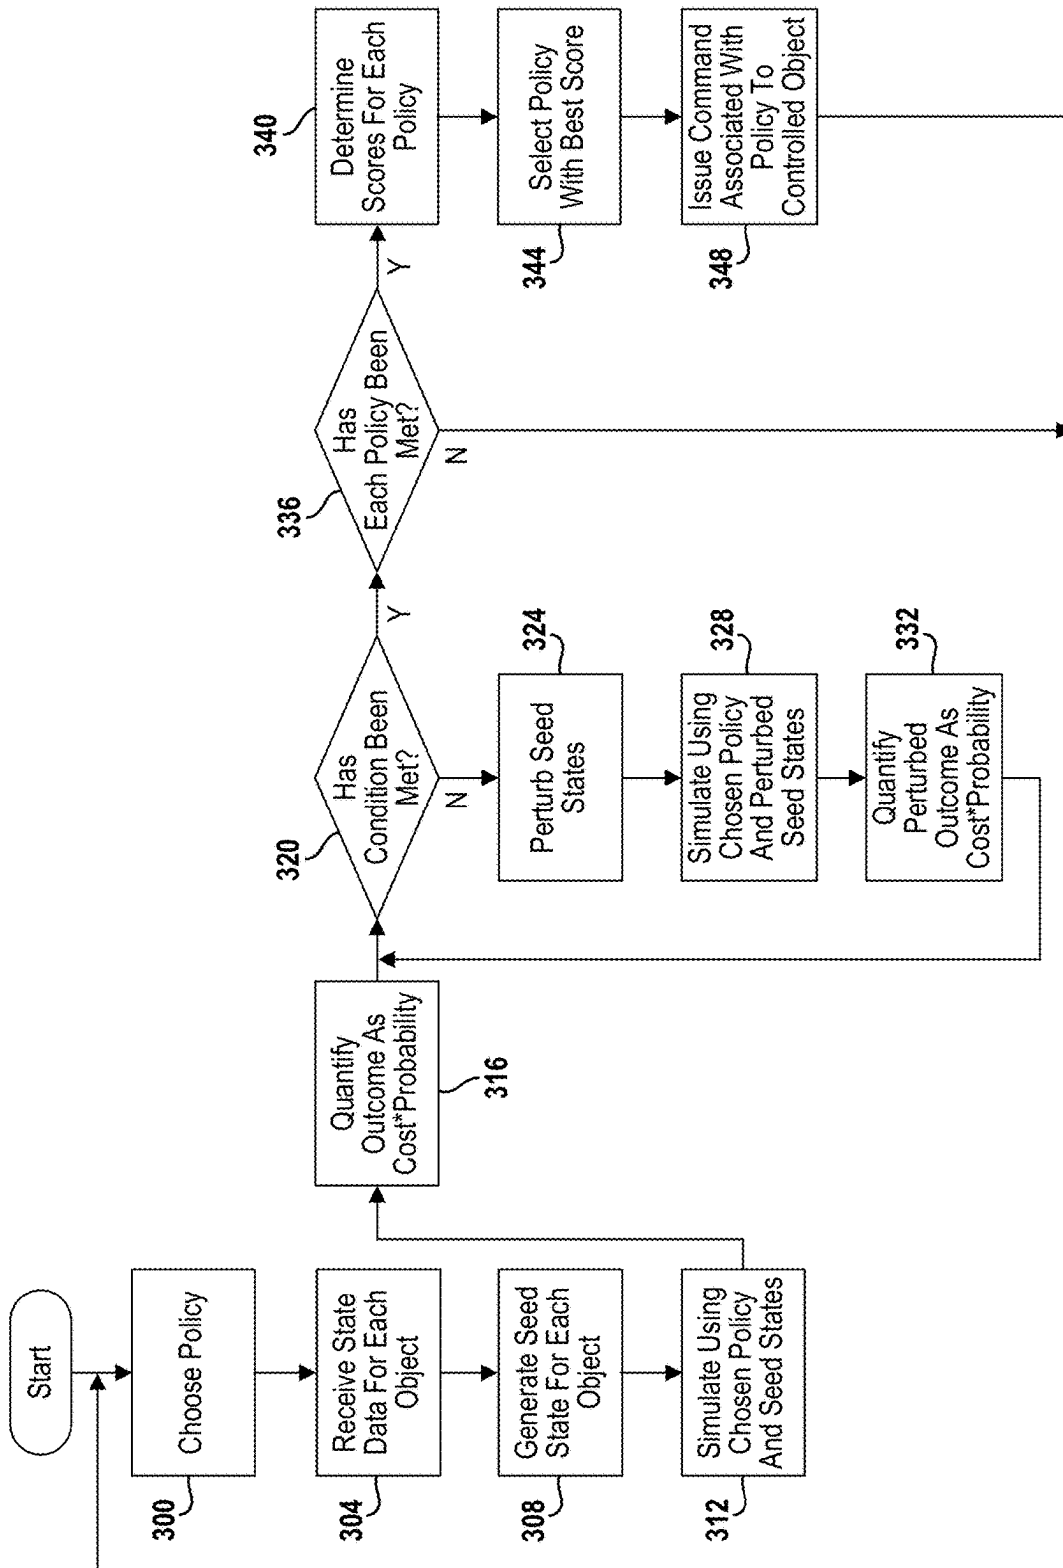 Start
Choose Policy
300
Receive State
Data For Each
Object
304
Generate Seed
State For Each
Object
308
Simulate Using
Chosen Policy
And Seed States
312
Quantify
Outcome As
Cost*Probability
316
Has
Condition Been
Met?
320
Y
N
Perturb Seed
States
324
Simulate Using
Chosen Policy
And Perturbed
Seed States
328
Quantify
Perturbed
Outcome As
Cost*Probability
332
Has
Each Policy Been
Met?
336
Y
N
Determine
Scores For Each
Policy
340
Select Policy
With Best Score
344
Issue Command
Associated With
Policy To
Controlled Object
348